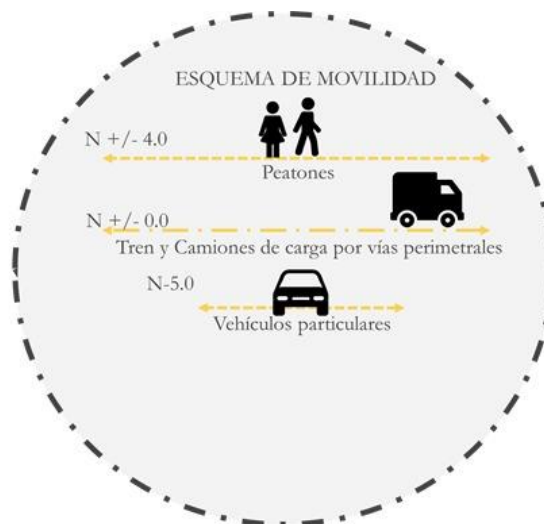 ESQUEMA DE MOVILIDAD
N +/- 4.0
Peatones
N +/- 0.0
Tren y Camiones de carga por vías perimetrales
N-5.0
Vehículos particulares